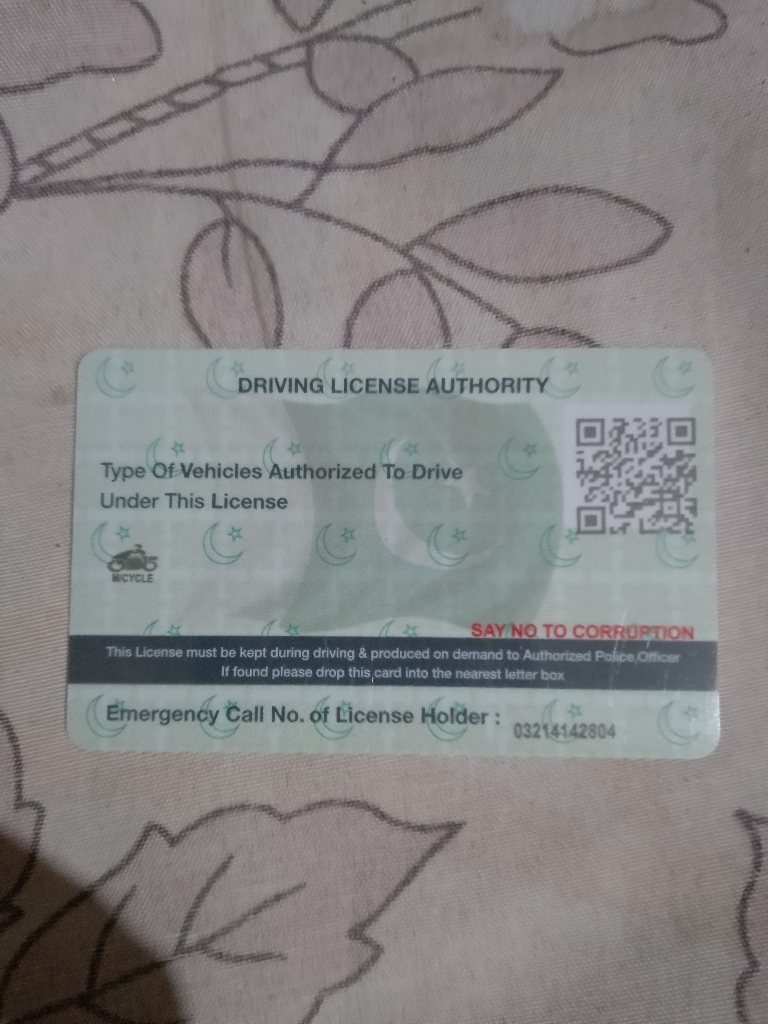 DRIVING LICENSE AUTHORITY
Type Of Vehicles Authorized To Drive
Under This License
M/CYCLE
SAY NO TO CORRUPTION
This License must be kept during driving & produced on demand to Authorized Police Officer
If found please drop this card into the nearest letter box
Emergency Call No. of License Holder : 03214142804